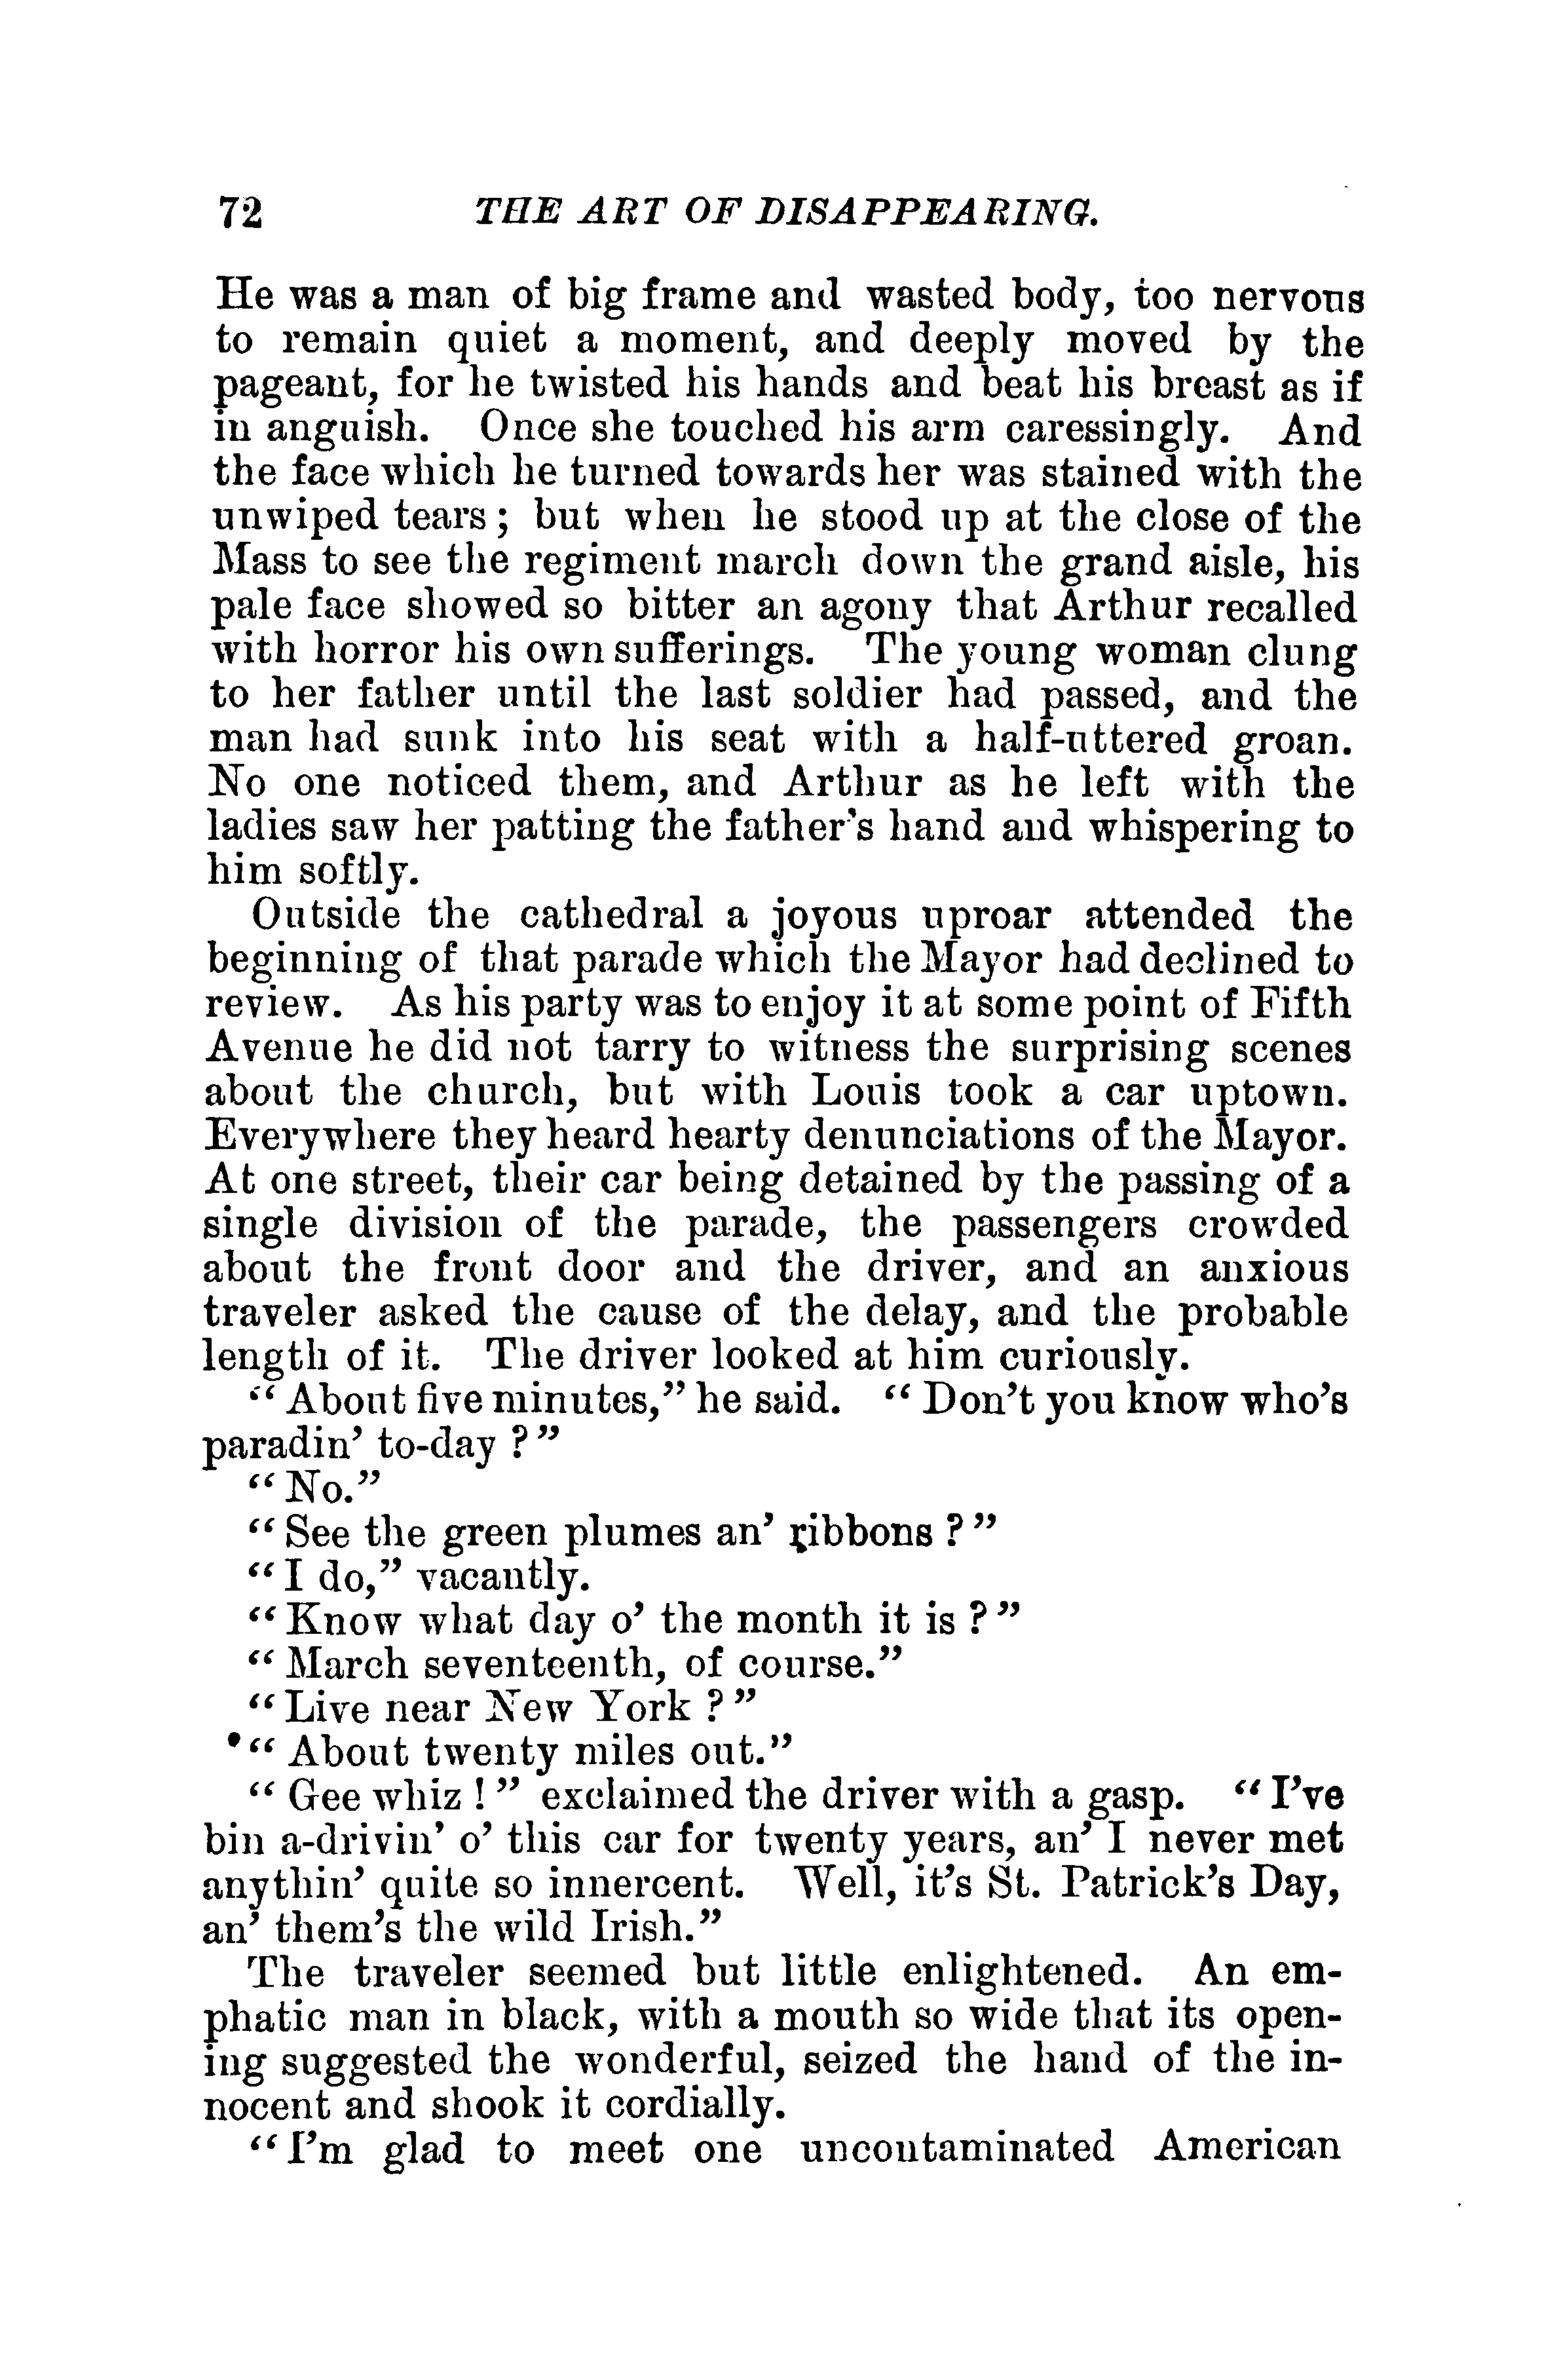 72 THE ART OF DISAPPEARING.
He was a man of big frame and wasted body, too nervous
to remain quiet a moment, and deeply moved by the
pageant, for he twisted his hands and beat his breast as if
in anguish. Once she touched his arm caressingly. And
the face which he turned towards her was stained with the
unwiped tears; but when he stood up at the close of the
Mass to see the regiment march down the grand aisle, his
pale face showed so bitter an agony that Arthur recalled
with horror his own sufferings. The young woman clung
to her father until the last soldier had passed, and the
man had sunk into his seat with a half-uttered groan.
No one noticed them, and Arthur as he left with the
ladies saw her patting the father's hand and whispering to
him softly.
Outside the cathedral a joyous uproar attended the
beginning of that parade which the Mayor had declined to
review. As his party was to enjoy it at some point of Fifth
Avenue he did not tarry to witness the surprising scenes
about the church, but with Louis took a car uptown.
Everywhere they heard hearty denunciations of the Mayor.
At one street, their car being detained by the passing of a
single division of the parade, the passengers crowded
about the front door and the driver, and an anxious
traveler asked the cause of the delay, and the probable
length of it. The driver looked at him curiously.
“About five minutes,” he said. “Don’t you know who’s
paradin’ to-day?”
“No.”
“See the green plumes an’ ribbons?”
“I do,” vacantly.
“Know what day o’ the month it is?”
“March seventeenth, of course.”
“Live near New York?”
“About twenty miles out.”
“Gee whiz!” exclaimed the driver with a gasp. “I’ve
bin a-drivin’ o’ this car for twenty years, an’ I never met
anythin’ quite so innercent. Well, it’s St. Patrick’s Day,
an’ them’s the wild Irish.”
The traveler seemed but little enlightened. An em-
phatic man in black, with a mouth so wide that its open-
ing suggested the wonderful, seized the hand of the in-
nocent and shook it cordially.
“I’m glad to meet one uncontaminated American